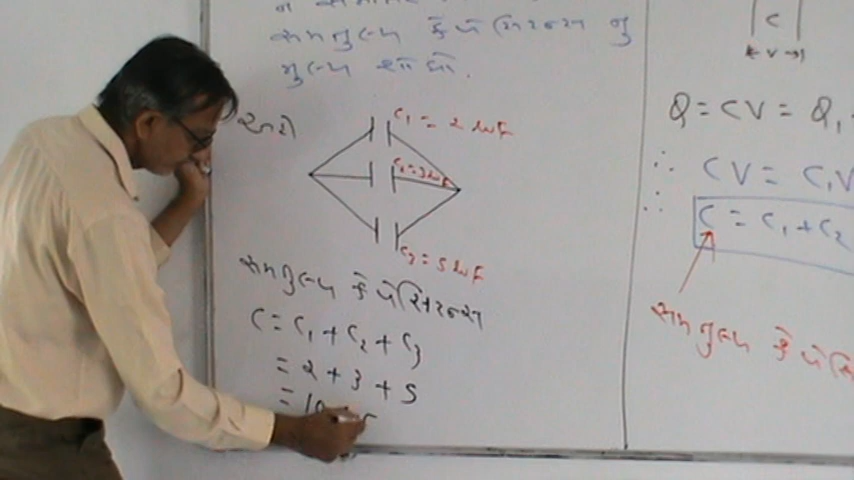 સમતુલ્ય કેપેસિટન્સનું
મુલ્ય શોધો.
C₁ = 2 μF
C₂ = 3 μF
C₃ = 5 μF
સમતુલ્ય કેપેસિટન્સ
C = C₁ + C₂ + C₃
= 2 + 3 + 5
= 10
C
← V →
Q = CV = Q₁
∴ CV = C₁V
∴ C = C₁ + C₂
સમતુલ્ય